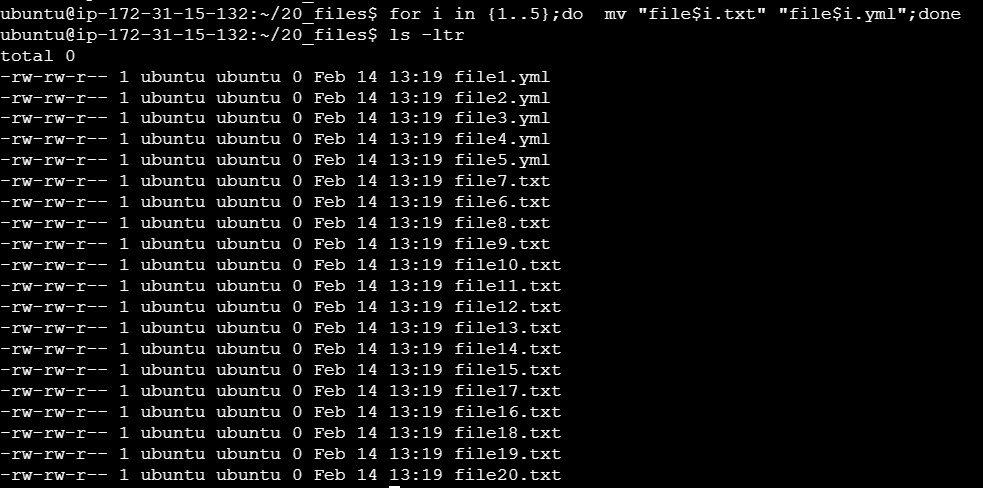 ubuntu@ip-172-31-15-132:~/20_files$ for i in {1..5};do  mv "file$i.txt" "file$i.yml";done
ubuntu@ip-172-31-15-132:~/20_files$ ls -ltr
total 0
-rw-rw-r-- 1 ubuntu ubuntu 0 Feb 14 13:19 file1.yml
-rw-rw-r-- 1 ubuntu ubuntu 0 Feb 14 13:19 file2.yml
-rw-rw-r-- 1 ubuntu ubuntu 0 Feb 14 13:19 file3.yml
-rw-rw-r-- 1 ubuntu ubuntu 0 Feb 14 13:19 file4.yml
-rw-rw-r-- 1 ubuntu ubuntu 0 Feb 14 13:19 file5.yml
-rw-rw-r-- 1 ubuntu ubuntu 0 Feb 14 13:19 file7.txt
-rw-rw-r-- 1 ubuntu ubuntu 0 Feb 14 13:19 file6.txt
-rw-rw-r-- 1 ubuntu ubuntu 0 Feb 14 13:19 file8.txt
-rw-rw-r-- 1 ubuntu ubuntu 0 Feb 14 13:19 file9.txt
-rw-rw-r-- 1 ubuntu ubuntu 0 Feb 14 13:19 file10.txt
-rw-rw-r-- 1 ubuntu ubuntu 0 Feb 14 13:19 file11.txt
-rw-rw-r-- 1 ubuntu ubuntu 0 Feb 14 13:19 file12.txt
-rw-rw-r-- 1 ubuntu ubuntu 0 Feb 14 13:19 file13.txt
-rw-rw-r-- 1 ubuntu ubuntu 0 Feb 14 13:19 file14.txt
-rw-rw-r-- 1 ubuntu ubuntu 0 Feb 14 13:19 file15.txt
-rw-rw-r-- 1 ubuntu ubuntu 0 Feb 14 13:19 file17.txt
-rw-rw-r-- 1 ubuntu ubuntu 0 Feb 14 13:19 file16.txt
-rw-rw-r-- 1 ubuntu ubuntu 0 Feb 14 13:19 file18.txt
-rw-rw-r-- 1 ubuntu ubuntu 0 Feb 14 13:19 file19.txt
-rw-rw-r-- 1 ubuntu ubuntu 0 Feb 14 13:19 file20.txt